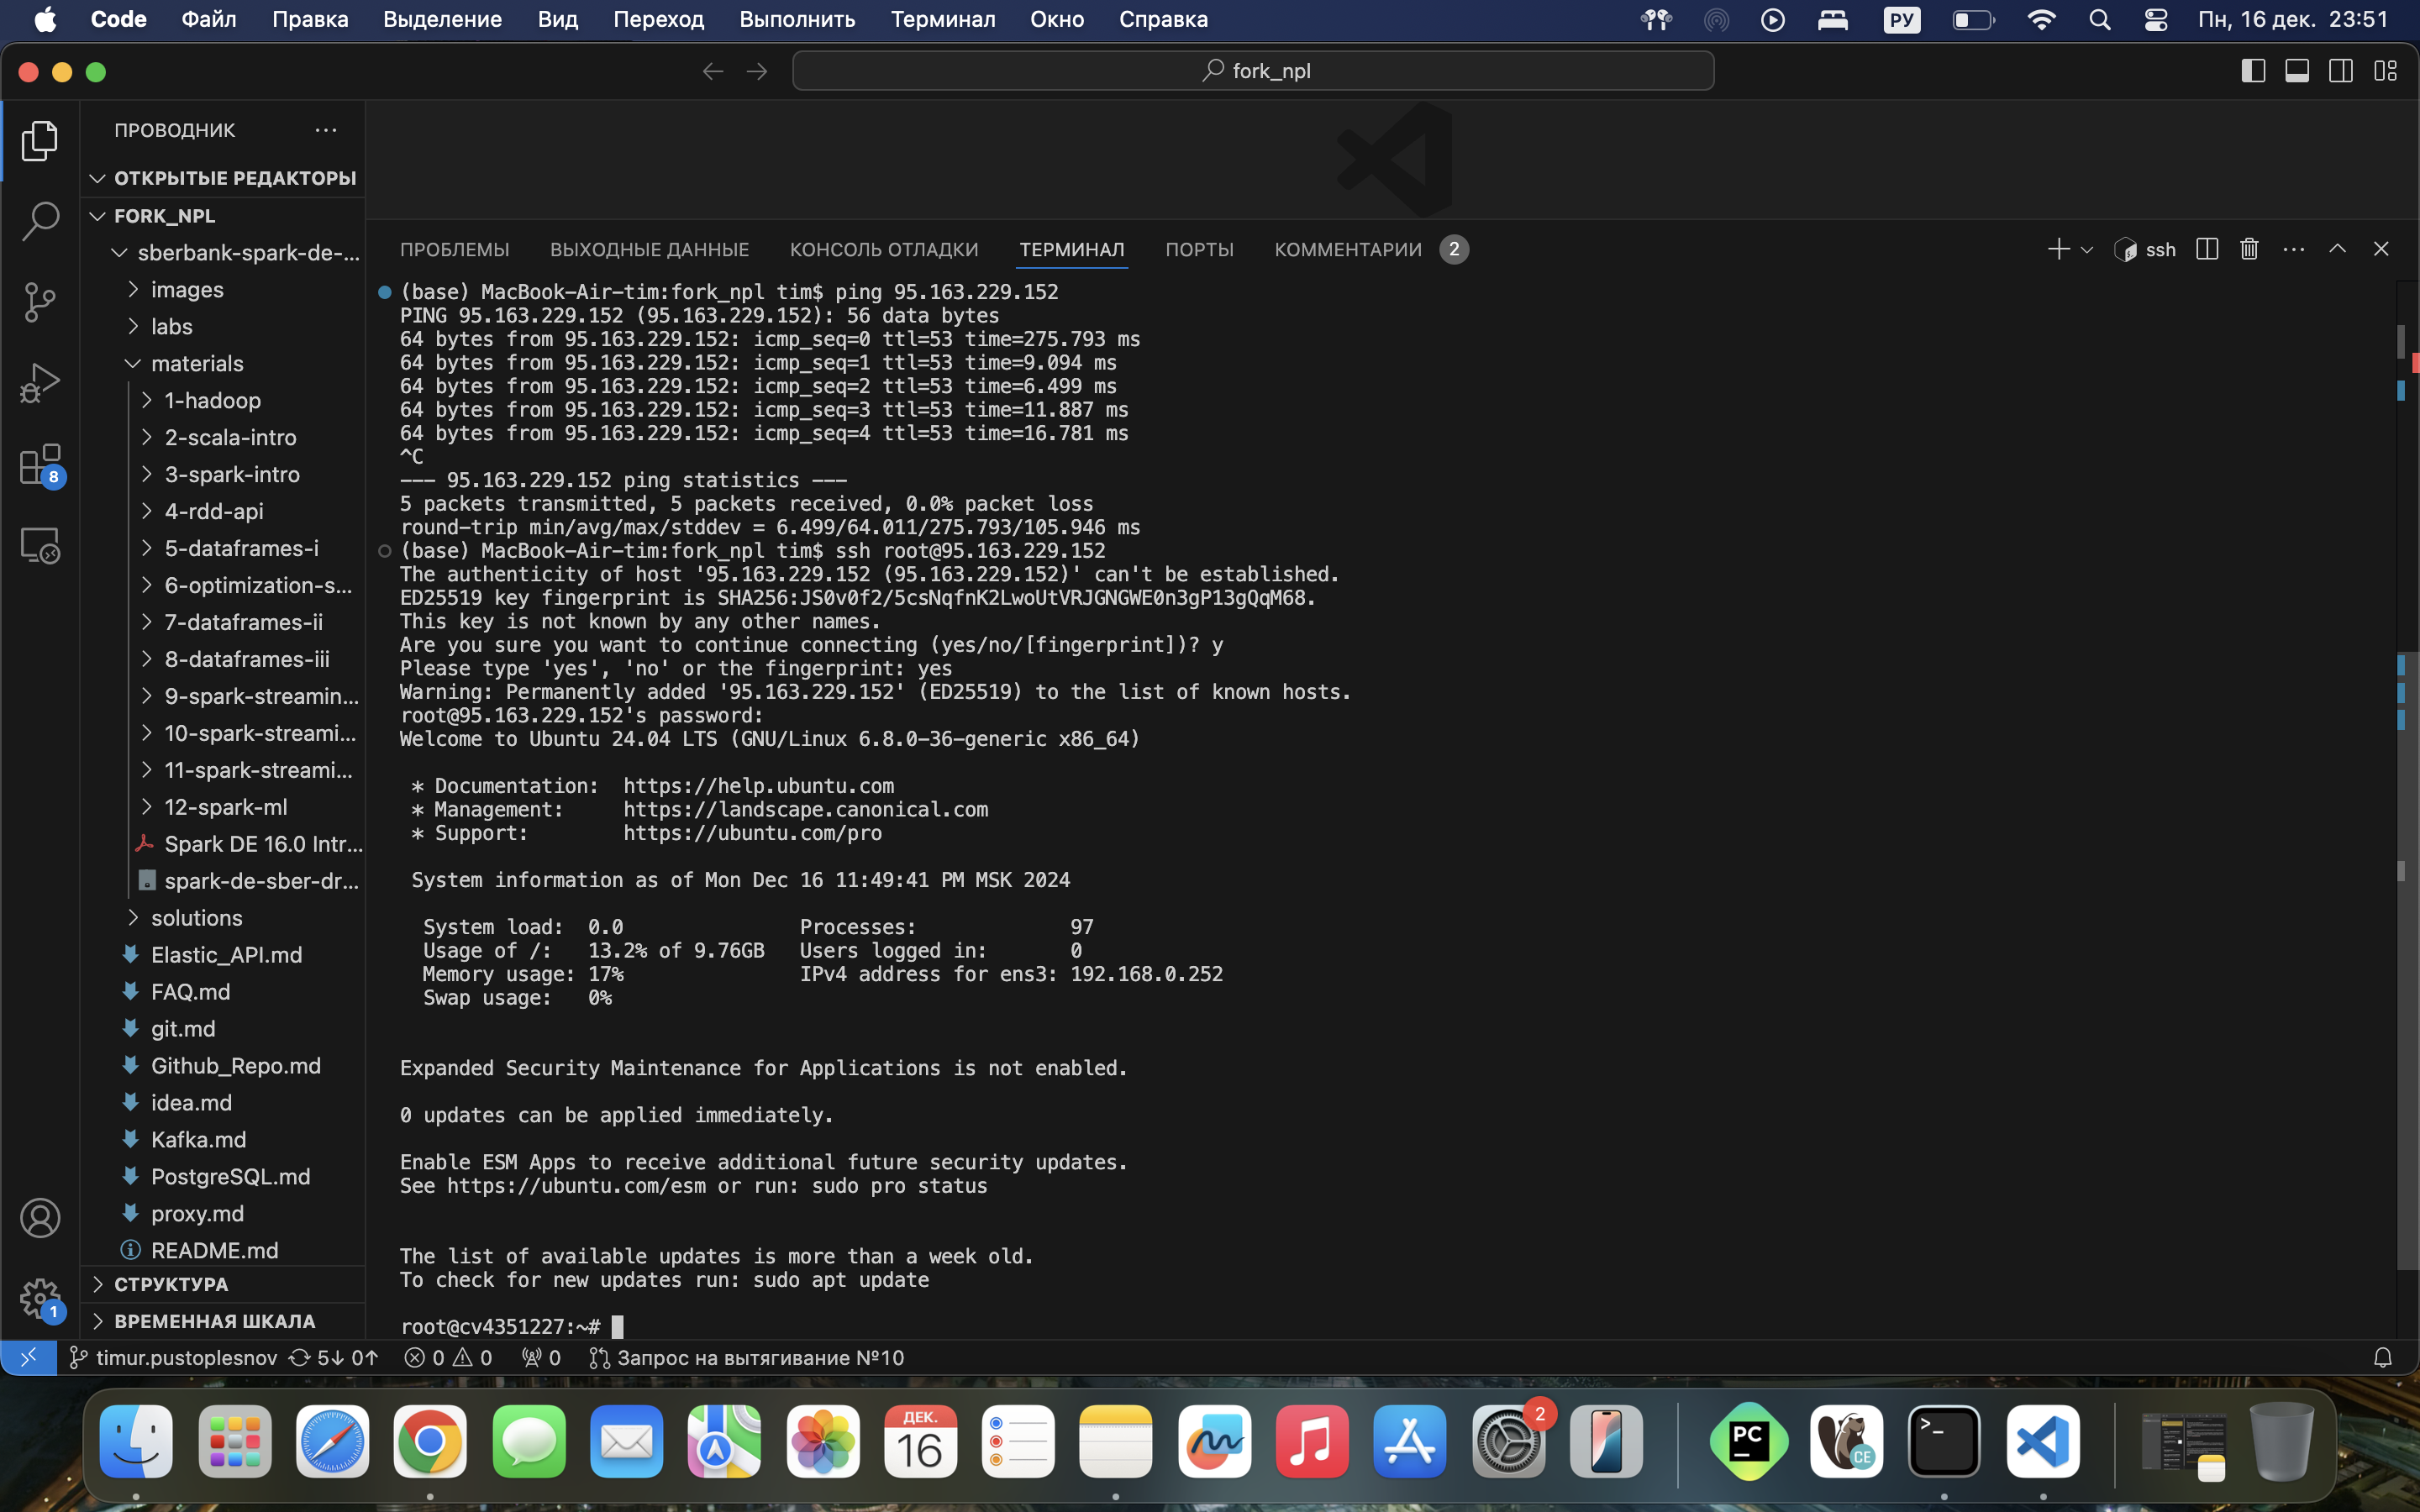 Code Файл Правка Выделение Вид Переход Выполнить Терминал Окно Справка РУ Пн, 16 дек. 23:51
fork_npl
ПРОВОДНИК
ОТКРЫТЫЕ РЕДАКТОРЫ
FORK_NPL
sberbank-spark-de-...
images
labs
materials
1-hadoop
2-scala-intro
3-spark-intro
4-rdd-api
5-dataframes-i
6-optimization-s...
7-dataframes-ii
8-dataframes-iii
9-spark-streamin...
10-spark-streami...
11-spark-streami...
12-spark-ml
Spark DE 16.0 Intr...
spark-de-sber-dr...
solutions
Elastic_API.md
FAQ.md
git.md
Github_Repo.md
idea.md
Kafka.md
PostgreSQL.md
proxy.md
README.md
СТРУКТУРА
ВРЕМЕННАЯ ШКАЛА
8
1
ПРОБЛЕМЫ ВЫХОДНЫЕ ДАННЫЕ КОНСОЛЬ ОТЛАДКИ ТЕРМИНАЛ ПОРТЫ КОММЕНТАРИИ 2 ssh
(base) MacBook-Air-tim:fork_npl tim$ ping 95.163.229.152
PING 95.163.229.152 (95.163.229.152): 56 data bytes
64 bytes from 95.163.229.152: icmp_seq=0 ttl=53 time=275.793 ms
64 bytes from 95.163.229.152: icmp_seq=1 ttl=53 time=9.094 ms
64 bytes from 95.163.229.152: icmp_seq=2 ttl=53 time=6.499 ms
64 bytes from 95.163.229.152: icmp_seq=3 ttl=53 time=11.887 ms
64 bytes from 95.163.229.152: icmp_seq=4 ttl=53 time=16.781 ms
^C
--- 95.163.229.152 ping statistics ---
5 packets transmitted, 5 packets received, 0.0% packet loss
round-trip min/avg/max/stddev = 6.499/64.011/275.793/105.946 ms
(base) MacBook-Air-tim:fork_npl tim$ ssh root@95.163.229.152
The authenticity of host '95.163.229.152 (95.163.229.152)' can't be established.
ED25519 key fingerprint is SHA256:JS0v0f2/5csNqfnK2LwoUtVRJGNGWE0n3gP13gQqM68.
This key is not known by any other names.
Are you sure you want to continue connecting (yes/no/[fingerprint])? y
Please type 'yes', 'no' or the fingerprint: yes
Warning: Permanently added '95.163.229.152' (ED25519) to the list of known hosts.
root@95.163.229.152's password:
Welcome to Ubuntu 24.04 LTS (GNU/Linux 6.8.0-36-generic x86_64)
* Documentation: https://help.ubuntu.com
* Management: https://landscape.canonical.com
* Support: https://ubuntu.com/pro
System information as of Mon Dec 16 11:49:41 PM MSK 2024
System load: 0.0 Processes: 97
Usage of /: 13.2% of 9.76GB Users logged in: 0
Memory usage: 17% IPv4 address for ens3: 192.168.0.252
Swap usage: 0%
Expanded Security Maintenance for Applications is not enabled.
0 updates can be applied immediately.
Enable ESM Apps to receive additional future security updates.
See https://ubuntu.com/esm or run: sudo pro status
The list of available updates is more than a week old.
To check for new updates run: sudo apt update
root@cv4351227:~#
timur.pustoplesnov 5↓ 0↑ 0 0 0 Запрос на вытягивание №10
ДЕК.
16
2
PC
CE
>_